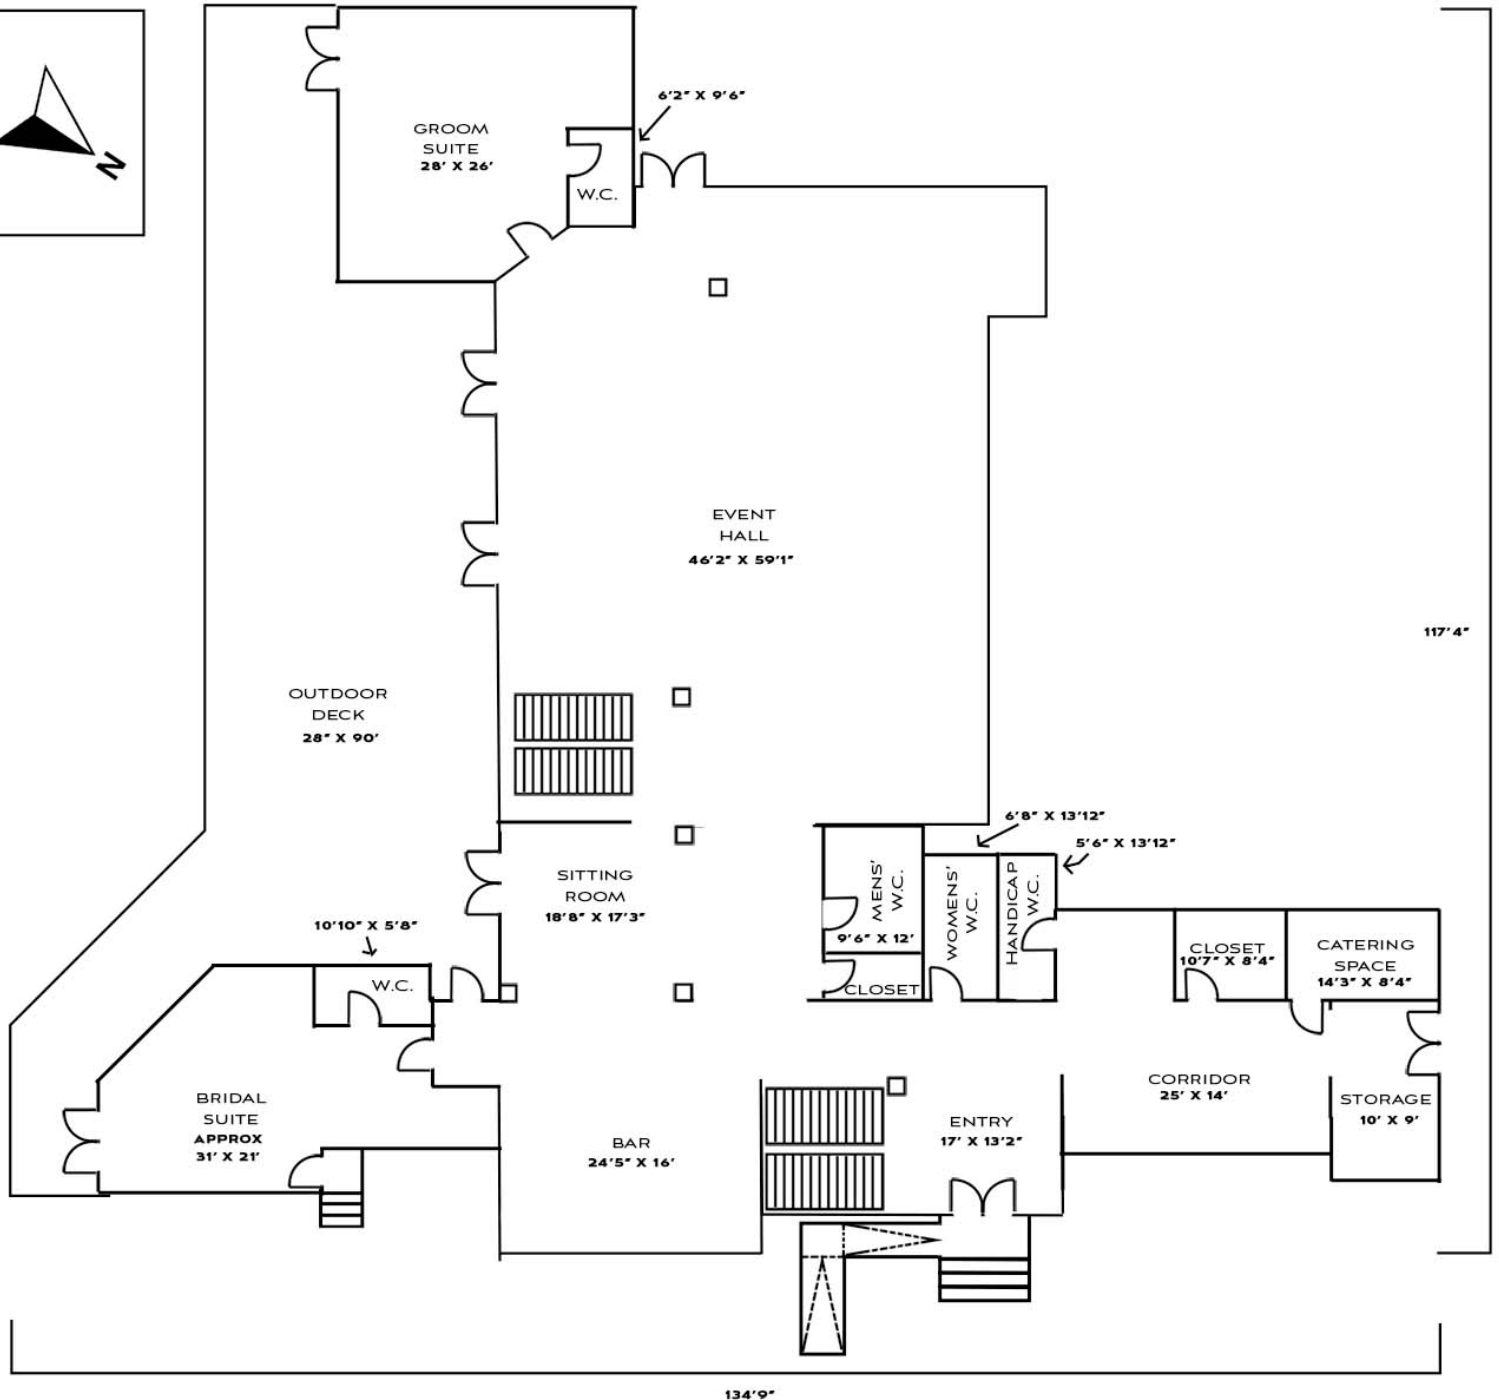 N
6'2" X 9'6"
GROOM
SUITE
28' X 26'
W.C.
EVENT
HALL
46'2" X 59'1"
117'4"
OUTDOOR
DECK
28" X 90'
6'8" X 13'12"
5'6" X 13'12"
SITTING
ROOM
18'8" X 17'3"
MENS'
W.C.
9'6" X 12'
WOMENS'
W.C.
HANDICAP
W.C.
10'10" X 5'8"
W.C.
CLOSET
CLOSET
10'7" X 8'4"
CATERING
SPACE
14'3" X 8'4"
BRIDAL
SUITE
APPROX
31' X 21'
BAR
24'5" X 16'
ENTRY
17' X 13'2"
CORRIDOR
25' X 14'
STORAGE
10' X 9'
134'9"